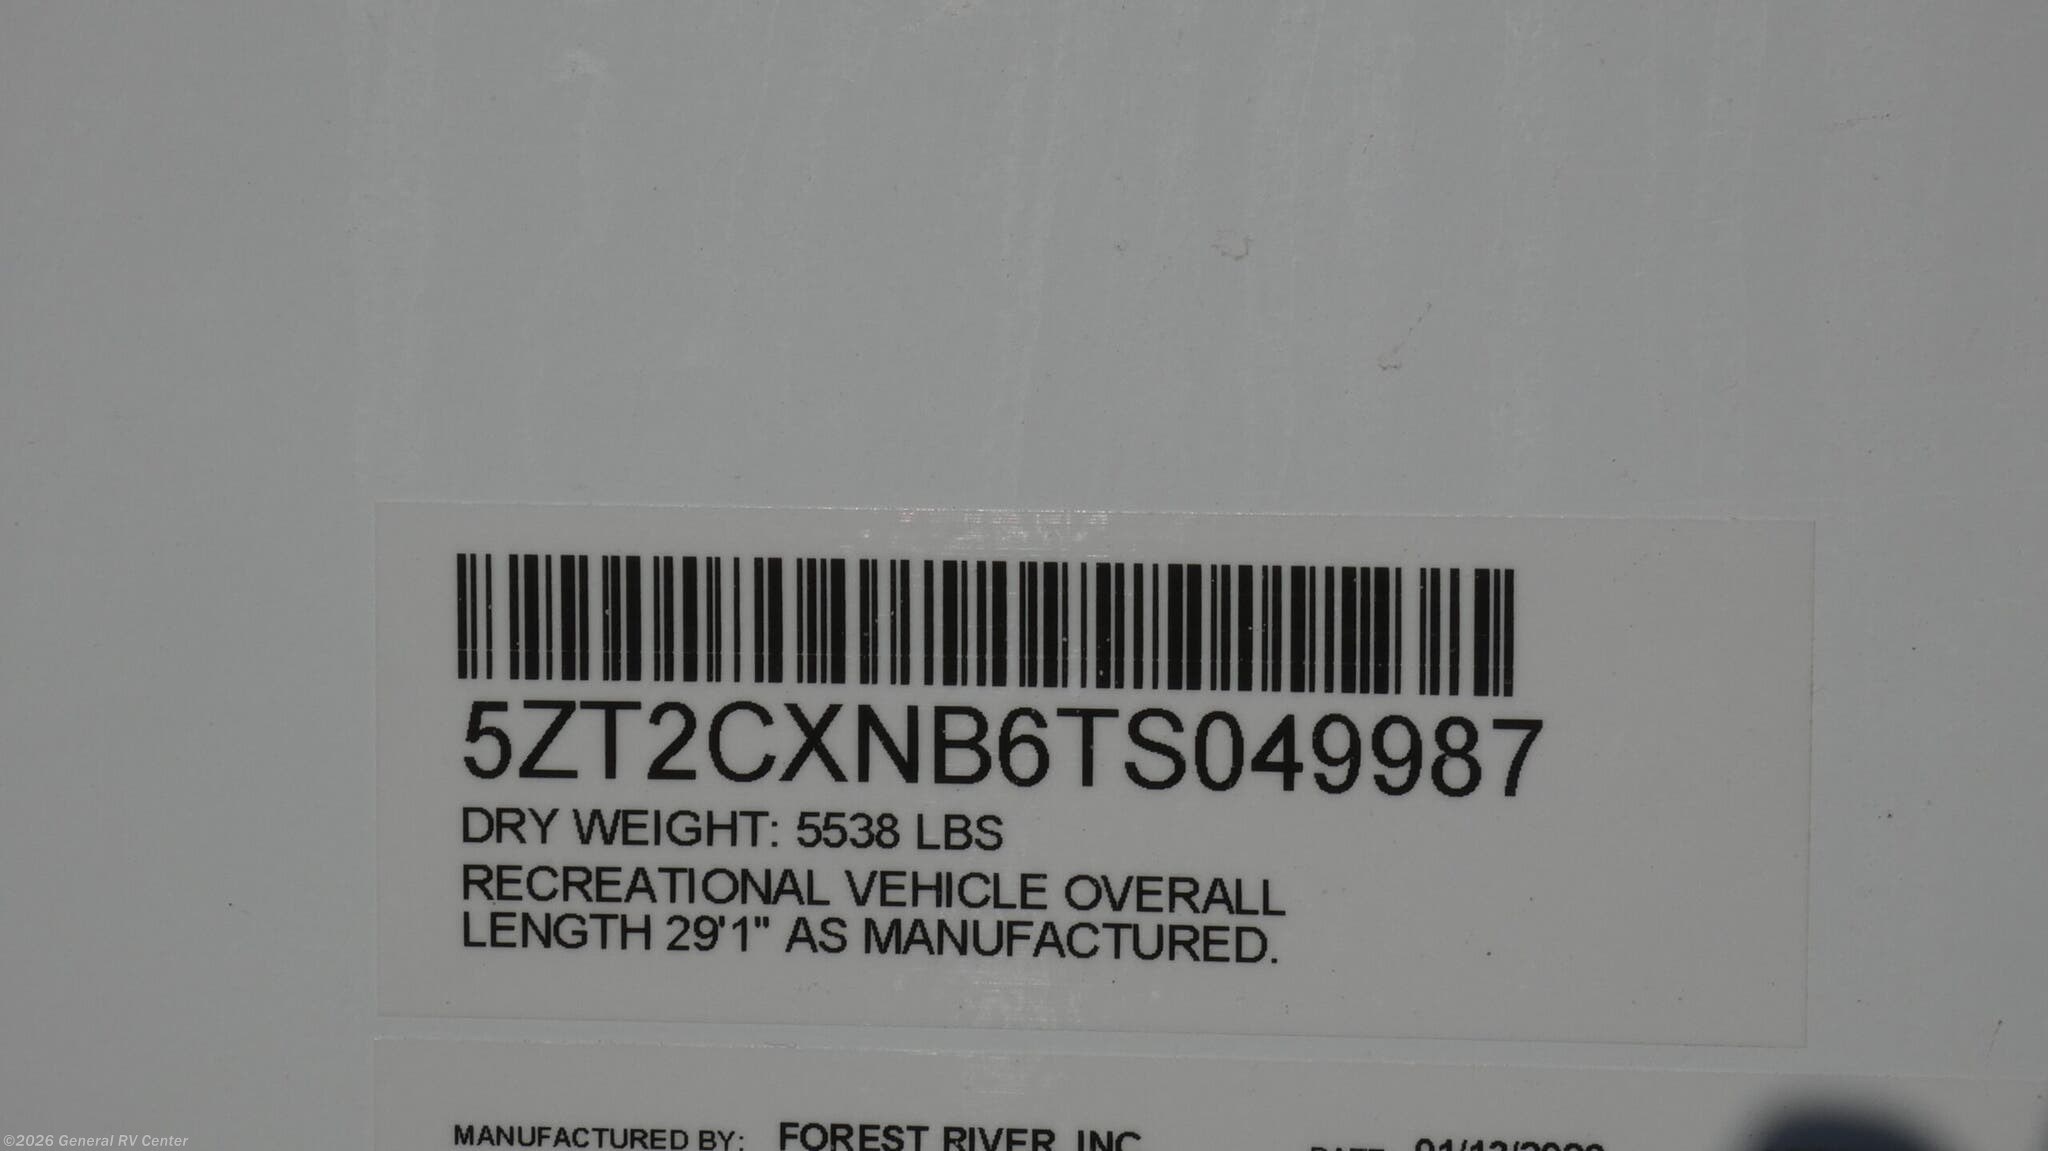 5ZT2CXNB6TS049987
DRY WEIGHT: 5538 LBS
RECREATIONAL VEHICLE OVERALL
LENGTH 29'1" AS MANUFACTURED.
MANUFACTURED BY: FOREST RIVER, INC.
©2026 General RV Center